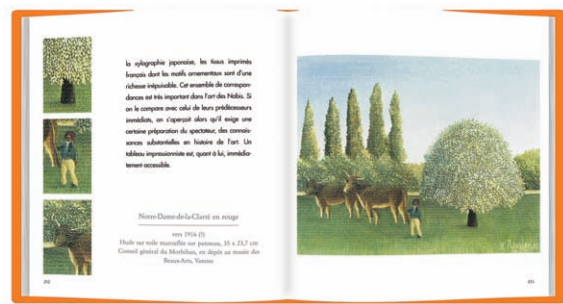 la xylographie japonaise, les tissus imprimés
français dont les motifs ornementaux sont d'une
richesse inépuisable. Cet ensemble de correspon-
dances est très important dans l'art des Nabis. Si
on le compare avec celui de leurs prédécesseurs
immédiats, on s'aperçoit alors qu'il exige une
certaine préparation du spectateur, des connais-
sances substantielles en histoire de l'art. Un
tableau impressionniste est, quant à lui, immédia-
tement accessible.
Notre-Dame-de-la-Clarté en rouge
vers 1916 (?)
Huile sur toile marouflée sur panneau, 35 x 23,7 cm
Conseil général du Morbihan, en dépôt au musée des
Beaux-Arts, Vannes